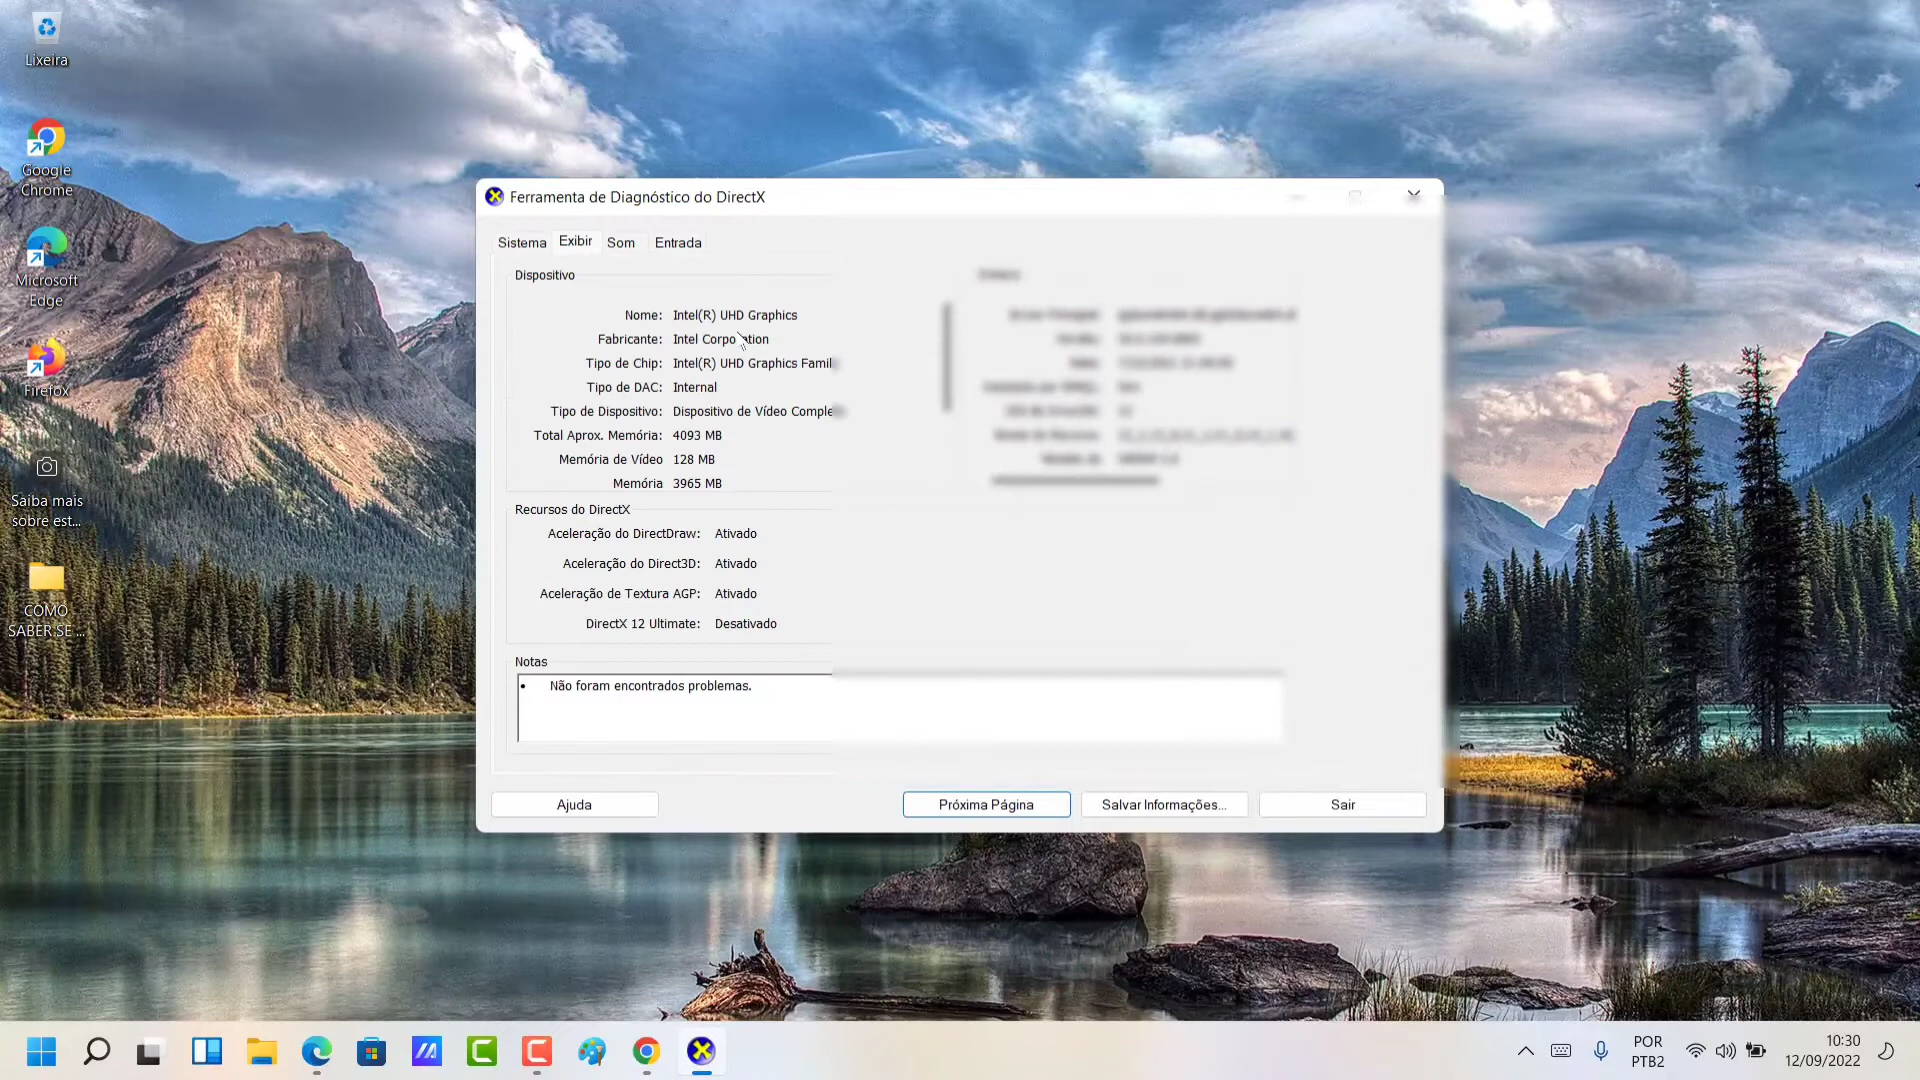 Lixeira
Google
Chrome
Microsoft
Edge
Firefox
Saiba mais
sobre est...
COMO
SABER SE ...
Ferramenta de Diagnóstico do DirectX
Sistema Exibir Som Entrada
Dispositivo
Nome: Intel(R) UHD Graphics
Fabricante: Intel Corporation
Tipo de Chip: Intel(R) UHD Graphics Famil
Tipo de DAC: Internal
Tipo de Dispositivo: Dispositivo de Vídeo Comple
Total Aprox. Memória: 4093 MB
Memória de Vídeo 128 MB
Memória 3965 MB
Recursos do DirectX
Aceleração do DirectDraw: Ativado
Aceleração do Direct3D: Ativado
Aceleração de Textura AGP: Ativado
DirectX 12 Ultimate: Desativado
Notas
• Não foram encontrados problemas.
Ajuda Próxima Página Salvar Informações... Sair
POR
PTB2
10:30
12/09/2022